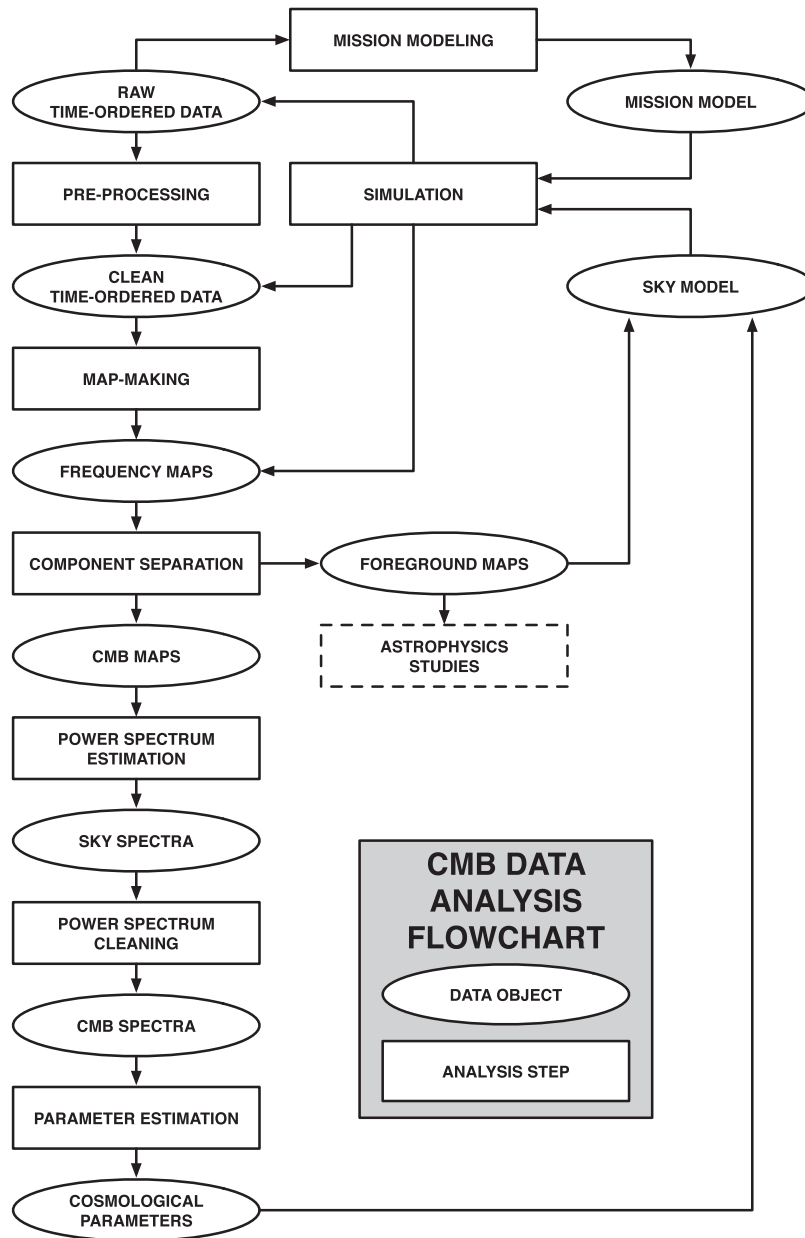 MISSION MODELING
RAW
TIME-ORDERED DATA
MISSION MODEL
PRE-PROCESSING
SIMULATION
CLEAN
TIME-ORDERED DATA
SKY MODEL
MAP-MAKING
FREQUENCY MAPS
COMPONENT SEPARATION
FOREGROUND MAPS
CMB MAPS
ASTROPHYSICS
STUDIES
POWER SPECTRUM
ESTIMATION
SKY SPECTRA
POWER SPECTRUM
CLEANING
CMB SPECTRA
PARAMETER ESTIMATION
COSMOLOGICAL
PARAMETERS
CMB DATA
ANALYSIS
FLOWCHART
DATA OBJECT
ANALYSIS STEP